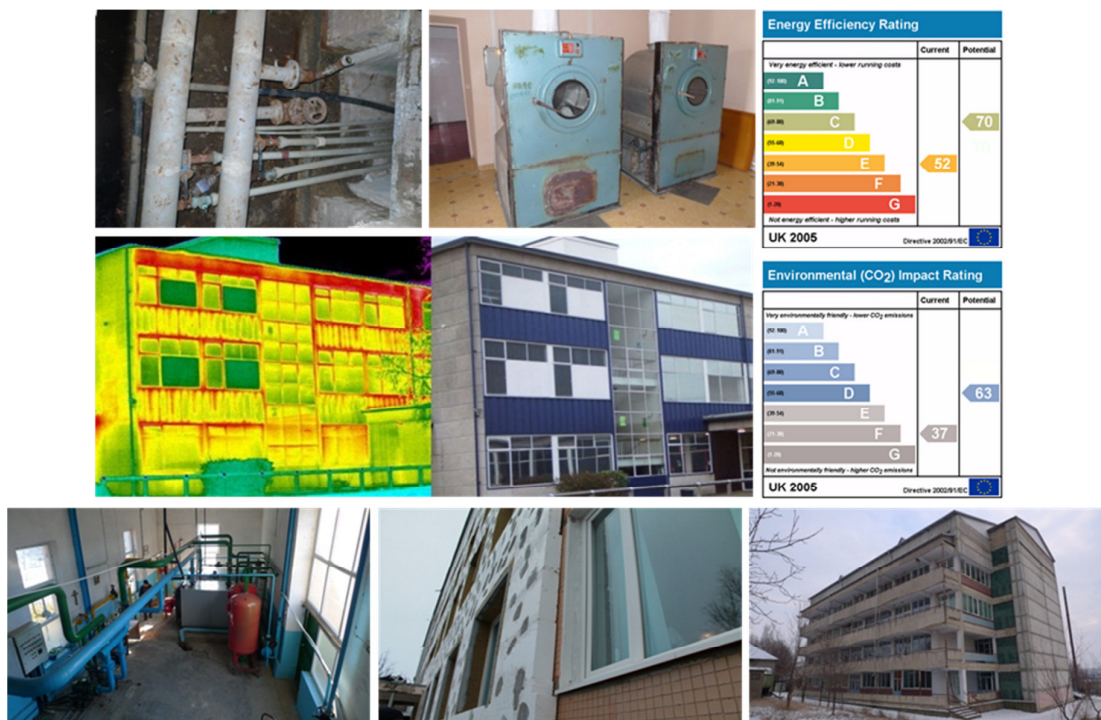 Energy Efficiency Rating
Current Potential
Very energy efficient - lower running costs
(92-100) A
(81-91) B
(69-80) C
70
(55-68) D
(39-54) E
52
(21-38) F
(1-20) G
Not energy efficient - higher running costs
UK 2005
Directive 2002/91/EC
Environmental (CO2) Impact Rating
Current Potential
Very environmentally friendly - lower CO2 emissions
(92-100) A
(81-91) B
(69-80) C
(55-68) D
63
(39-54) E
(21-38) F
37
(1-20) G
Not environmentally friendly - higher CO2 emissions
UK 2005
Directive 2002/91/EC